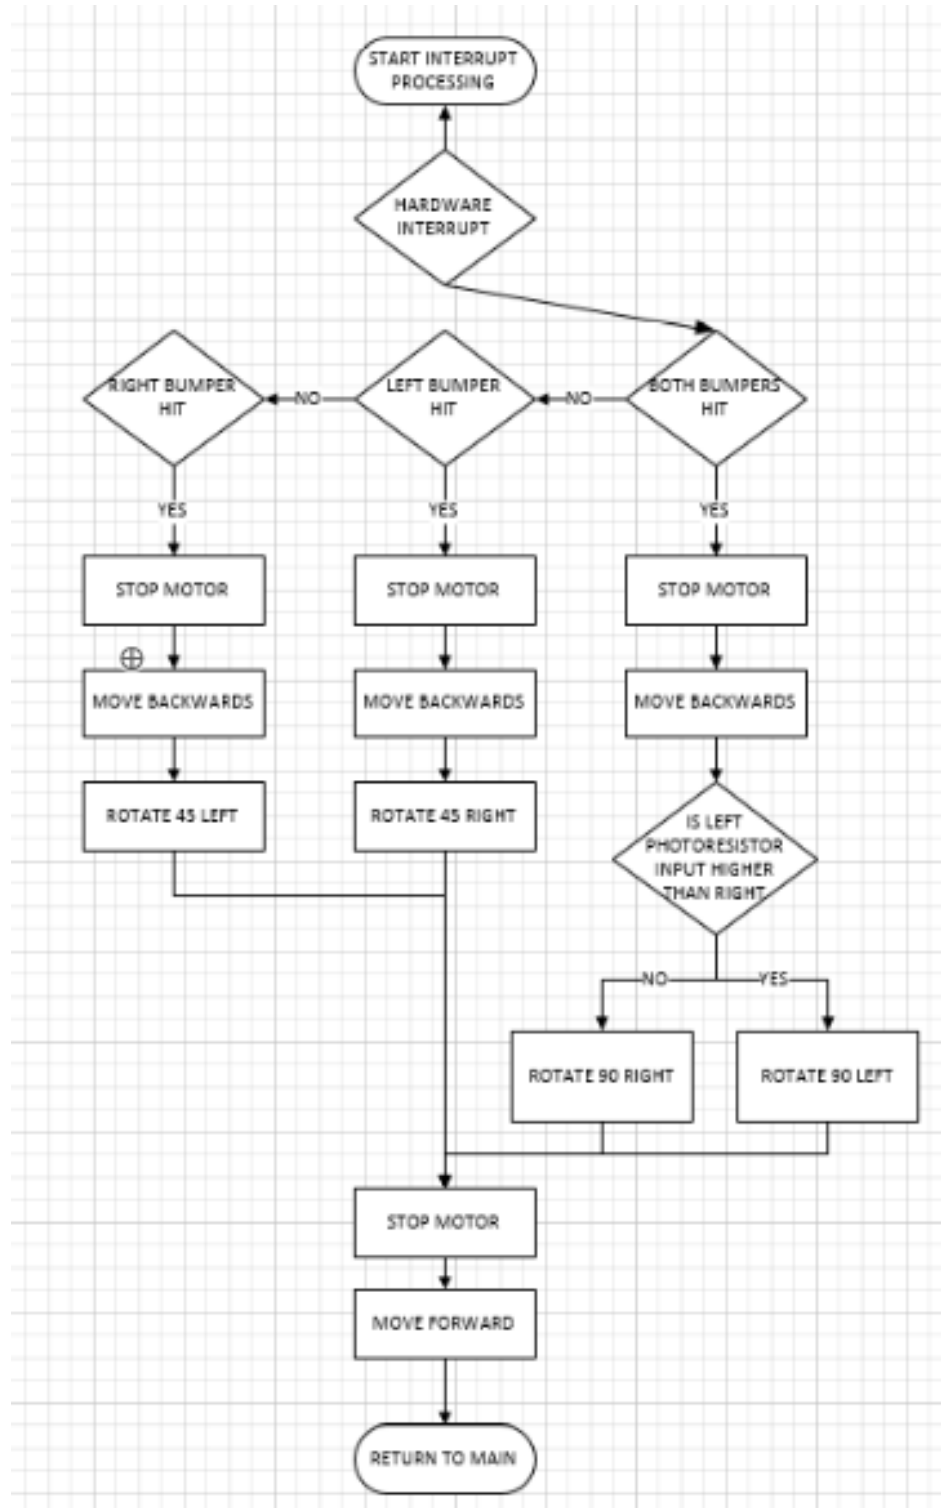 START INTERRUPT
PROCESSING
HARDWARE
INTERRUPT
RIGHT BUMPER
HIT
NO
LEFT BUMPER
HIT
NO
BOTH BUMPERS
HIT
YES
YES
YES
STOP MOTOR
STOP MOTOR
STOP MOTOR
MOVE BACKWARDS
MOVE BACKWARDS
MOVE BACKWARDS
ROTATE 45 LEFT
ROTATE 45 RIGHT
IS LEFT
PHOTORESISTOR
INPUT HIGHER
THAN RIGHT
NO
YES
ROTATE 90 RIGHT
ROTATE 90 LEFT
STOP MOTOR
MOVE FORWARD
RETURN TO MAIN